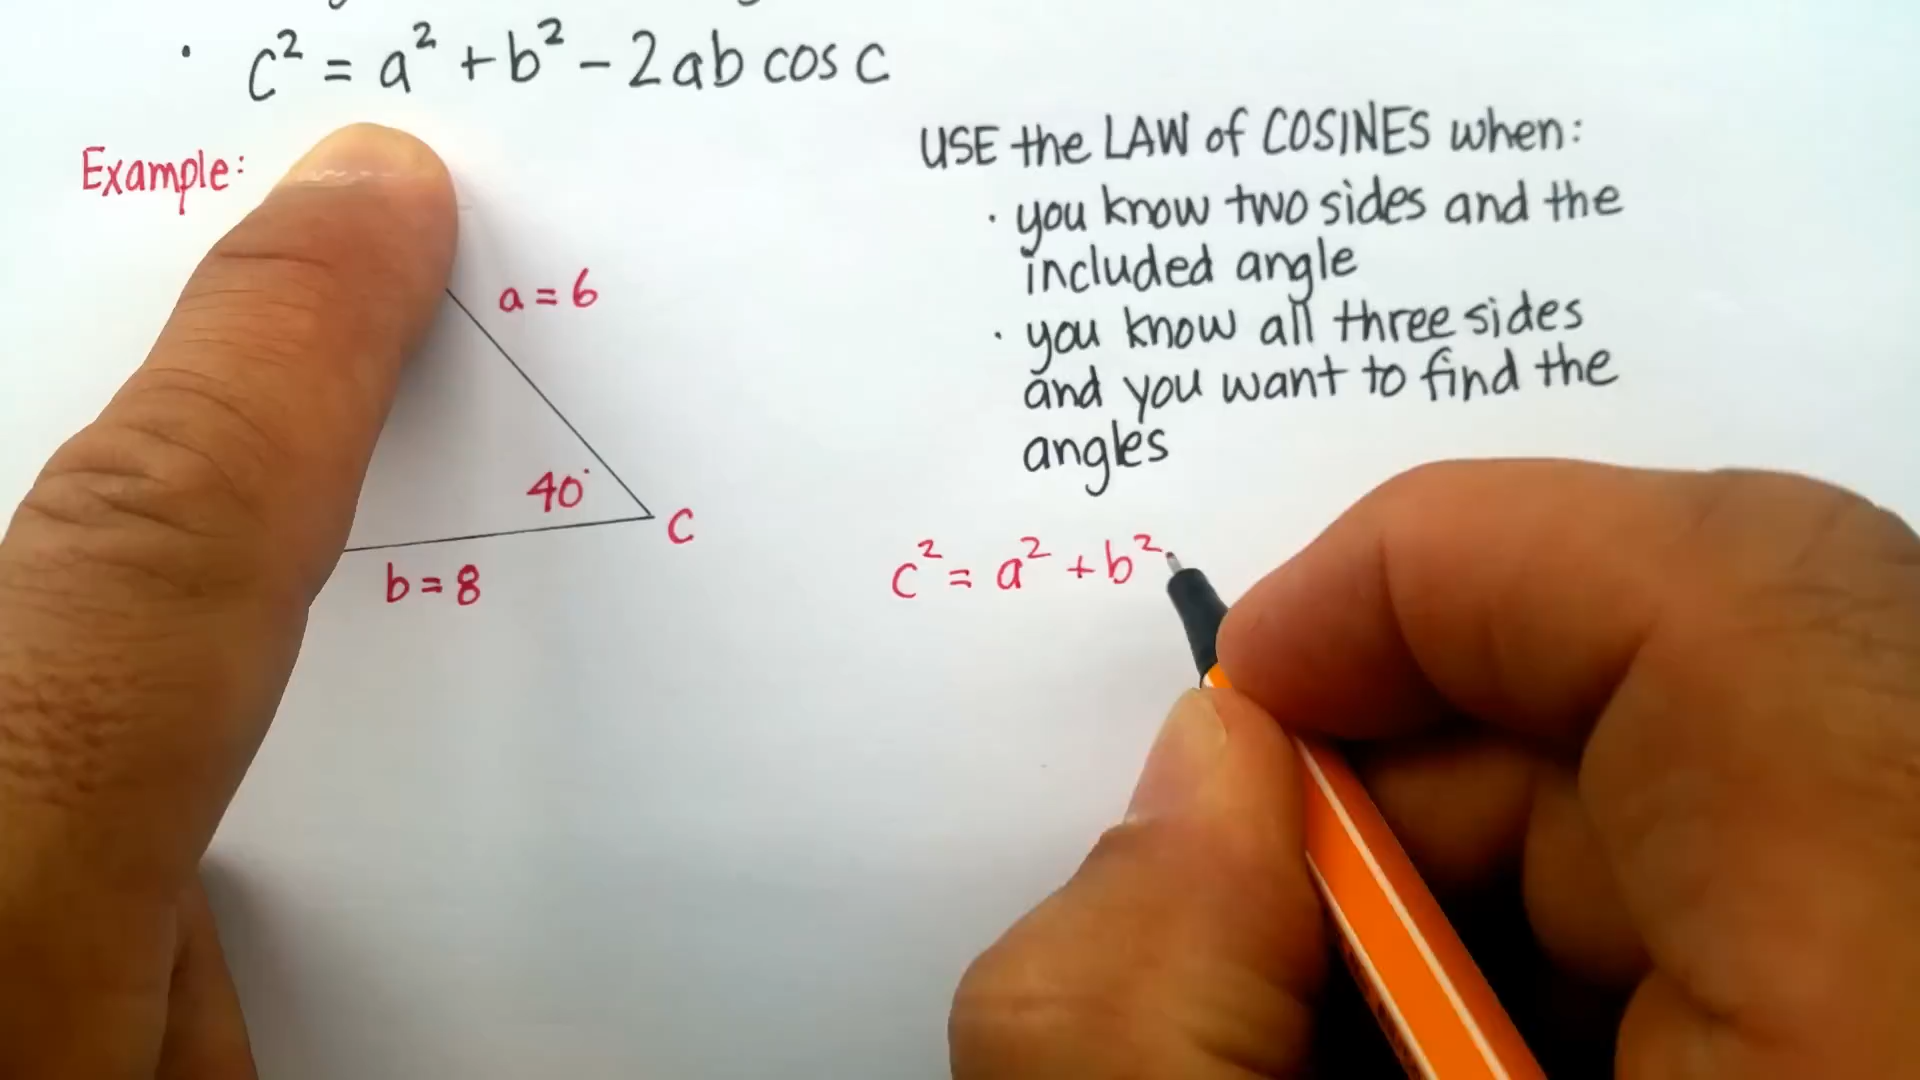 · c² = a² + b² - 2ab cos c
Example:
USE the LAW of COSINES when:
· you know two sides and the
included angle
· you know all three sides
and you want to find the
angles
a = 6
40°
C
b = 8
c² = a² + b²